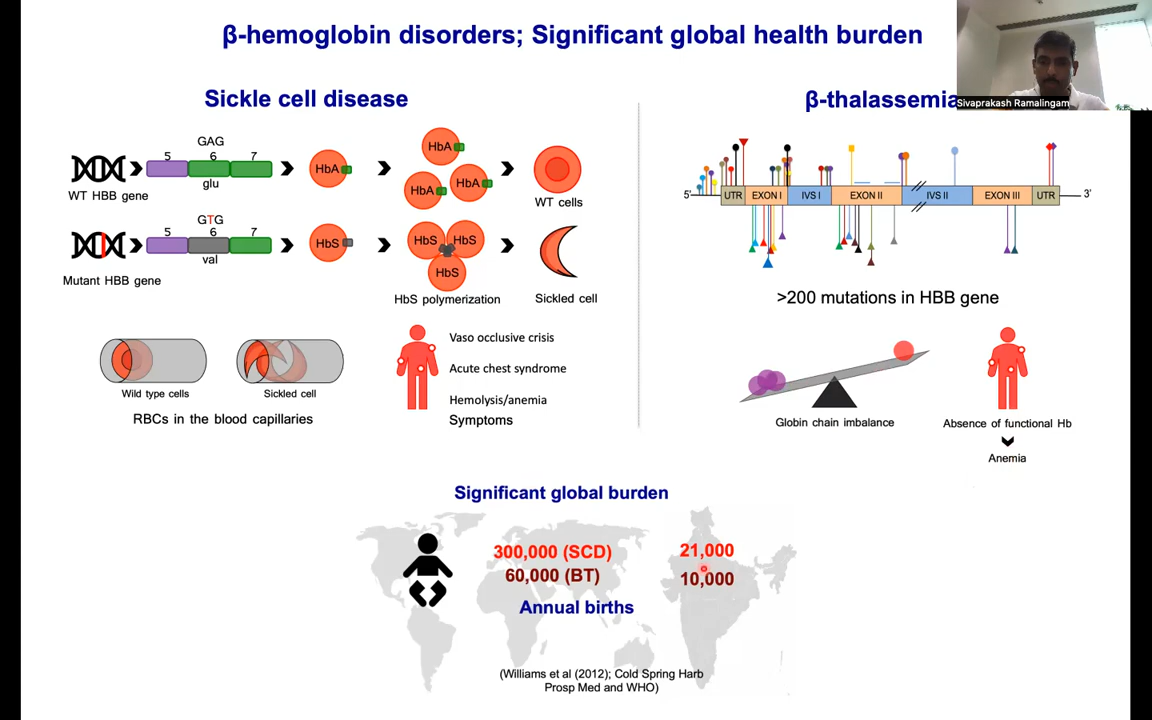 β-hemoglobin disorders; Significant global health burden
Sivaprakash Ramalingam
Sickle cell disease
GAG
5 6 7
glu
WT HBB gene
HbA
HbA
HbA
HbA
WT cells
GTG
5 6 7
val
Mutant HBB gene
HbS
HbS HbS
HbS
HbS polymerization
Sickled cell
Wild type cells
Sickled cell
RBCs in the blood capillaries
Vaso occlusive crisis
Acute chest syndrome
Hemolysis/anemia
Symptoms
β-thalassemia
5' UTR EXON I IVS I EXON II IVS II EXON III UTR 3'
>200 mutations in HBB gene
Globin chain imbalance
Absence of functional Hb
Anemia
Significant global burden
300,000 (SCD) 21,000
60,000 (BT) 10,000
Annual births
(Williams et al (2012); Cold Spring Harb
Prosp Med and WHO)